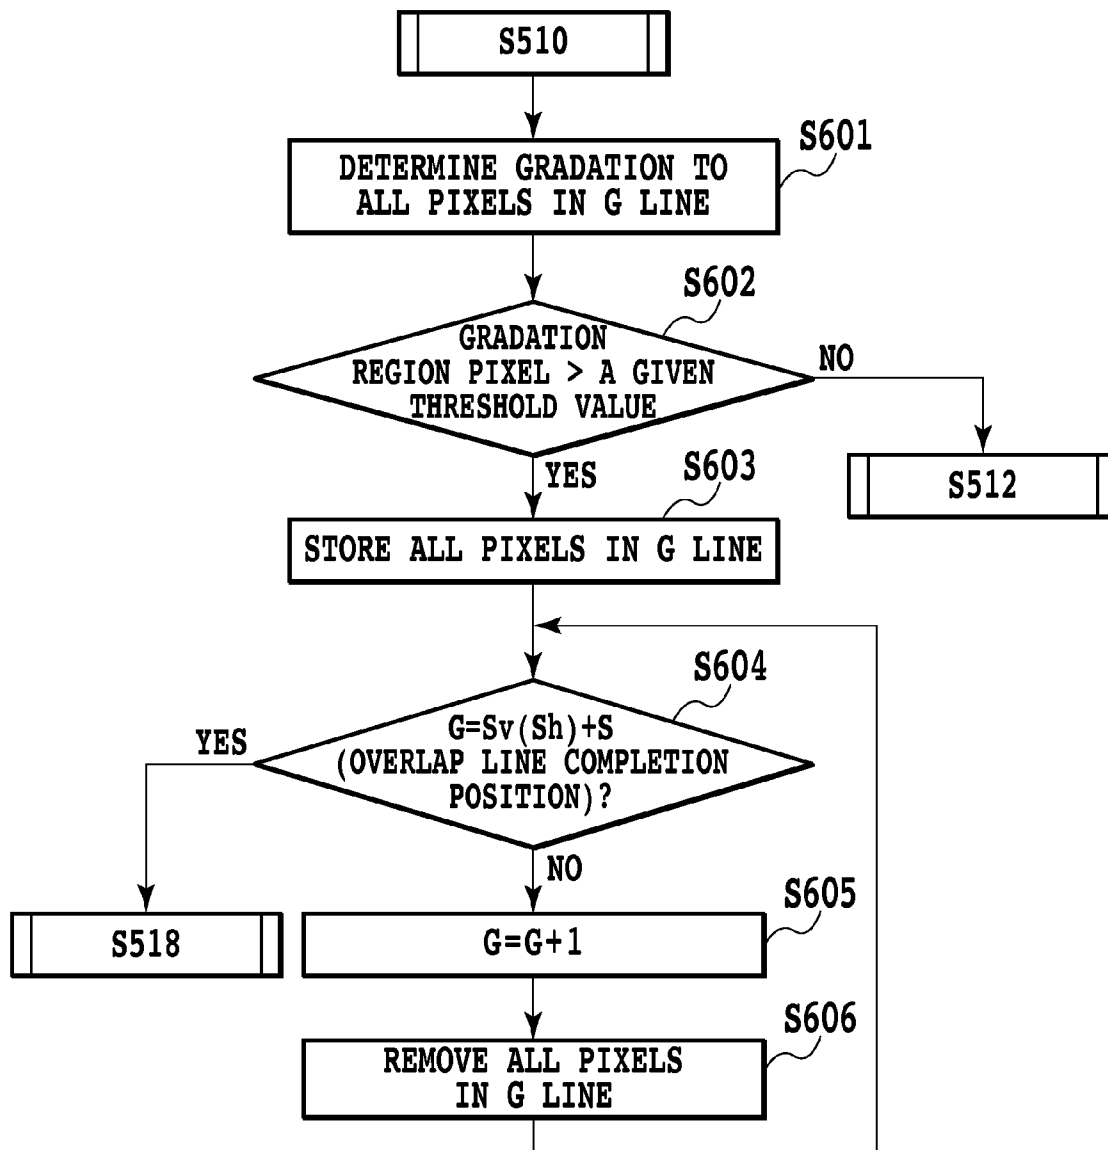 S510
S601
DETERMINE GRADATION TO
ALL PIXELS IN G LINE
S602
GRADATION
REGION PIXEL > A GIVEN
THRESHOLD VALUE
NO
YES
S512
S603
STORE ALL PIXELS IN G LINE
S604
G=Sv(Sh)+S
(OVERLAP LINE COMPLETION
POSITION)?
YES
NO
S518
S605
G=G+1
S606
REMOVE ALL PIXELS
IN G LINE